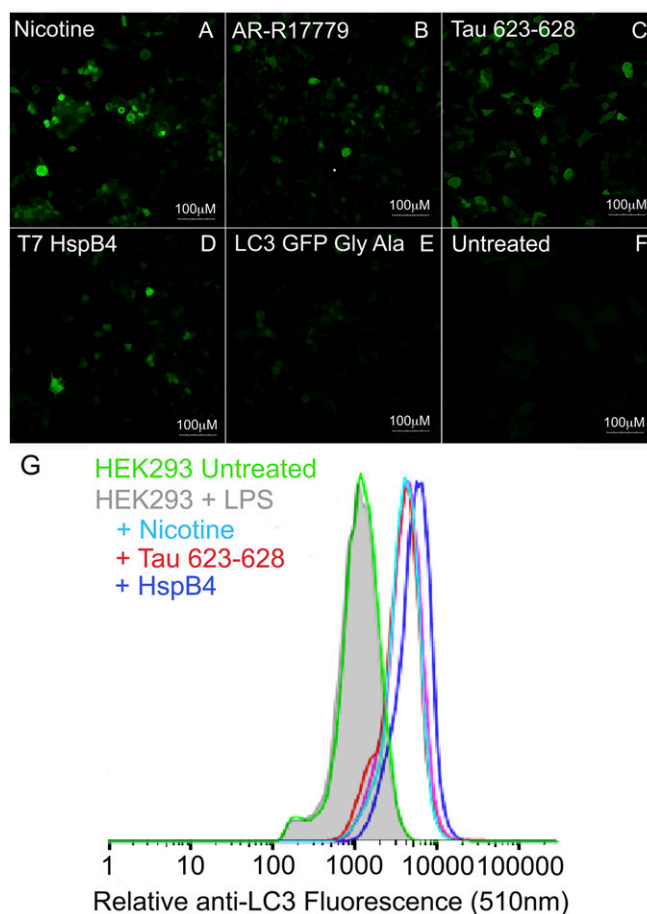 Nicotine A
AR-R17779 B
Tau 623-628 C
100µM
100µM
100µM
T7 HspB4 D
LC3 GFP Gly Ala E
Untreated F
100µM
100µM
100µM
G
HEK293 Untreated
HEK293 + LPS
+ Nicotine
+ Tau 623-628
+ HspB4
1 10 100 1000 10000 100000
Relative anti-LC3 Fluorescence (510nm)